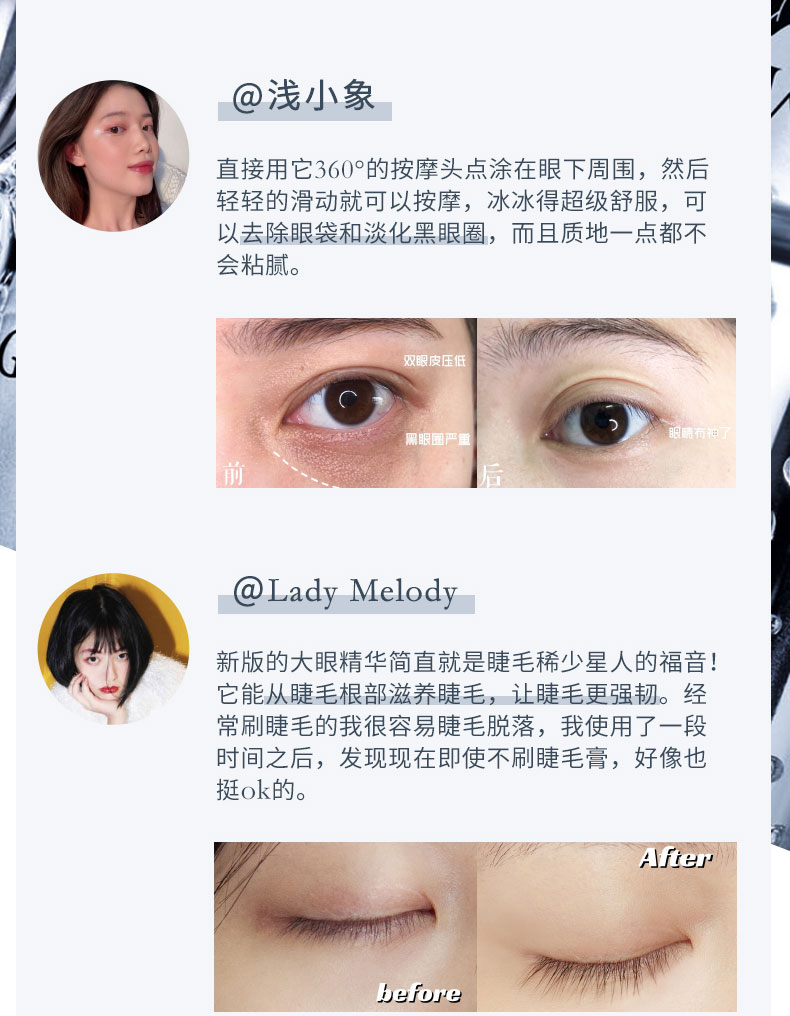 @浅小象
直接用它360°的按摩头点涂在眼下周围，然后
轻轻的滑动就可以按摩，冰冰得超级舒服，可
以去除眼袋和淡化黑眼圈，而且质地一点都不
会粘腻。
双眼皮压低
黑眼圈严重
前
眼睛有神了
后
@Lady Melody
新版的大眼精华简直就是睫毛稀少星人的福音！
它能从睫毛根部滋养睫毛，让睫毛更强韧。经
常刷睫毛的我很容易睫毛脱落，我使用了一段
时间之后，发现现在即使不刷睫毛膏，好像也
挺ok的。
before
After